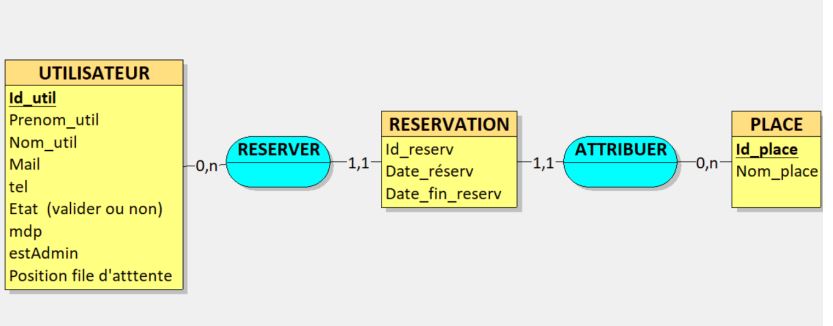 UTILISATEUR
Id_util
Prenom_util
Nom_util
Mail
tel
Etat (valider ou non)
mdp
estAdmin
Position file d'atttente
0,n
RESERVER
1,1
RESERVATION
Id_reserv
Date_réserv
Date_fin_reserv
1,1
ATTRIBUER
0,n
PLACE
Id_place
Nom_place